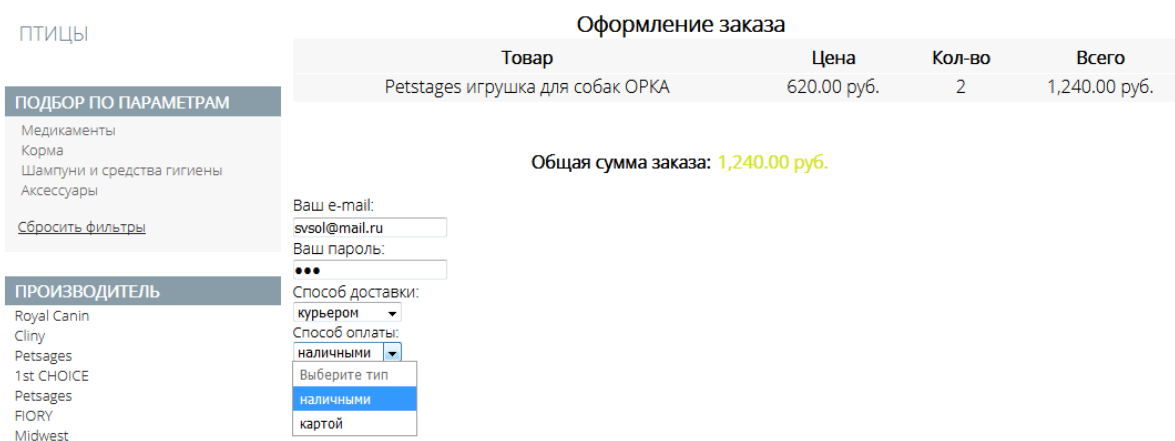 ПТИЦЫ
ПОДБОР ПО ПАРАМЕТРАМ
Медикаменты
Корма
Шампуни и средства гигиены
Аксессуары
Сбросить фильтры
ПРОИЗВОДИТЕЛЬ
Royal Canin
Cliny
Petsages
1st CHOICE
Petsages
FIORY
Midwest
Оформление заказа
Товар Цена Кол-во Всего
Petstages игрушка для собак ОРКА 620.00 руб. 2 1,240.00 руб.
Общая сумма заказа: 1,240.00 руб.
Ваш e-mail:
svsol@mail.ru
Ваш пароль:
●●●
Способ доставки:
курьером
Способ оплаты:
наличными
Выберите тип
наличными
картой